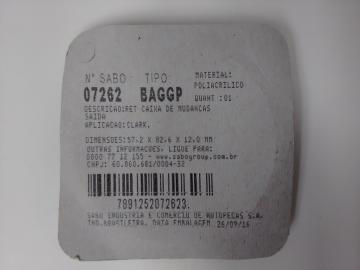 Nº SABO TIPO: MATERIAL:
POLIACRILICO
07262 BAGGP QUANT :01
DESCRICAO:RET CAIXA DE MUDANCAS
SAIDA
APLICACAO:CLARK.
DIMENSOES:57.2 X 82.6 X 12.0 MM
OUTRAS INFORMACOES, LIGUE PARA:
0800 77 12 155 - www.sabogroup.com.br
CNPJ: 60.860.681/0004-32
7891252072623.
SABO INDUSTRIA E COMERCIO DE AUTOPECAS S.A.
IND.BRASILEIRA. DATA EMBALAGEM 26/09/16